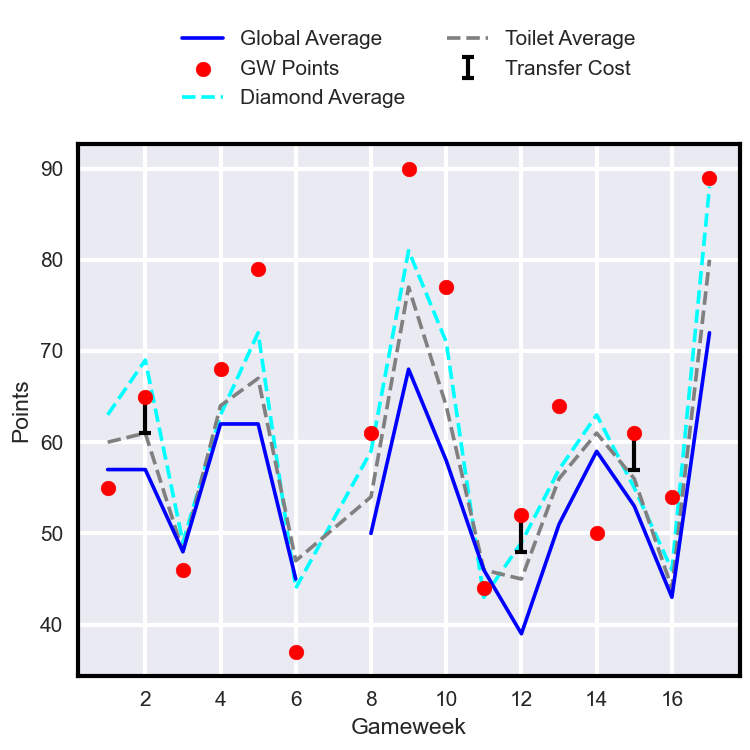 Global Average
GW Points
Diamond Average
Toilet Average
Transfer Cost
90
80
70
60
50
40
Points
2 4 6 8 10 12 14 16
Gameweek